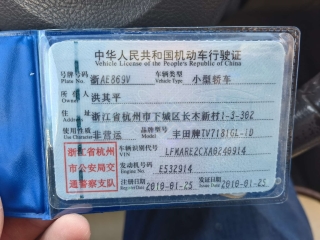 中华人民共和国机动车行驶证
Vehicle License of the People's Republic of China
号牌号码 浙AE869V 车辆类型 小型轿车
Plate No. Vehicle Type
所有人 洪其平
Owner
住址 浙江省杭州市下城区长木新村1-3-302
使用性质 非营运 品牌型号 丰田牌TV7181GL-iD
Use Character Model
浙江省杭州
市公安局交
通警察支队
车辆识别代号 LFMARE2CXA0246914
VIN
发动机号码 E532914
Engine No.
注册日期 2010-01-25 发证日期 2010-01-25
Register Date Issue Date